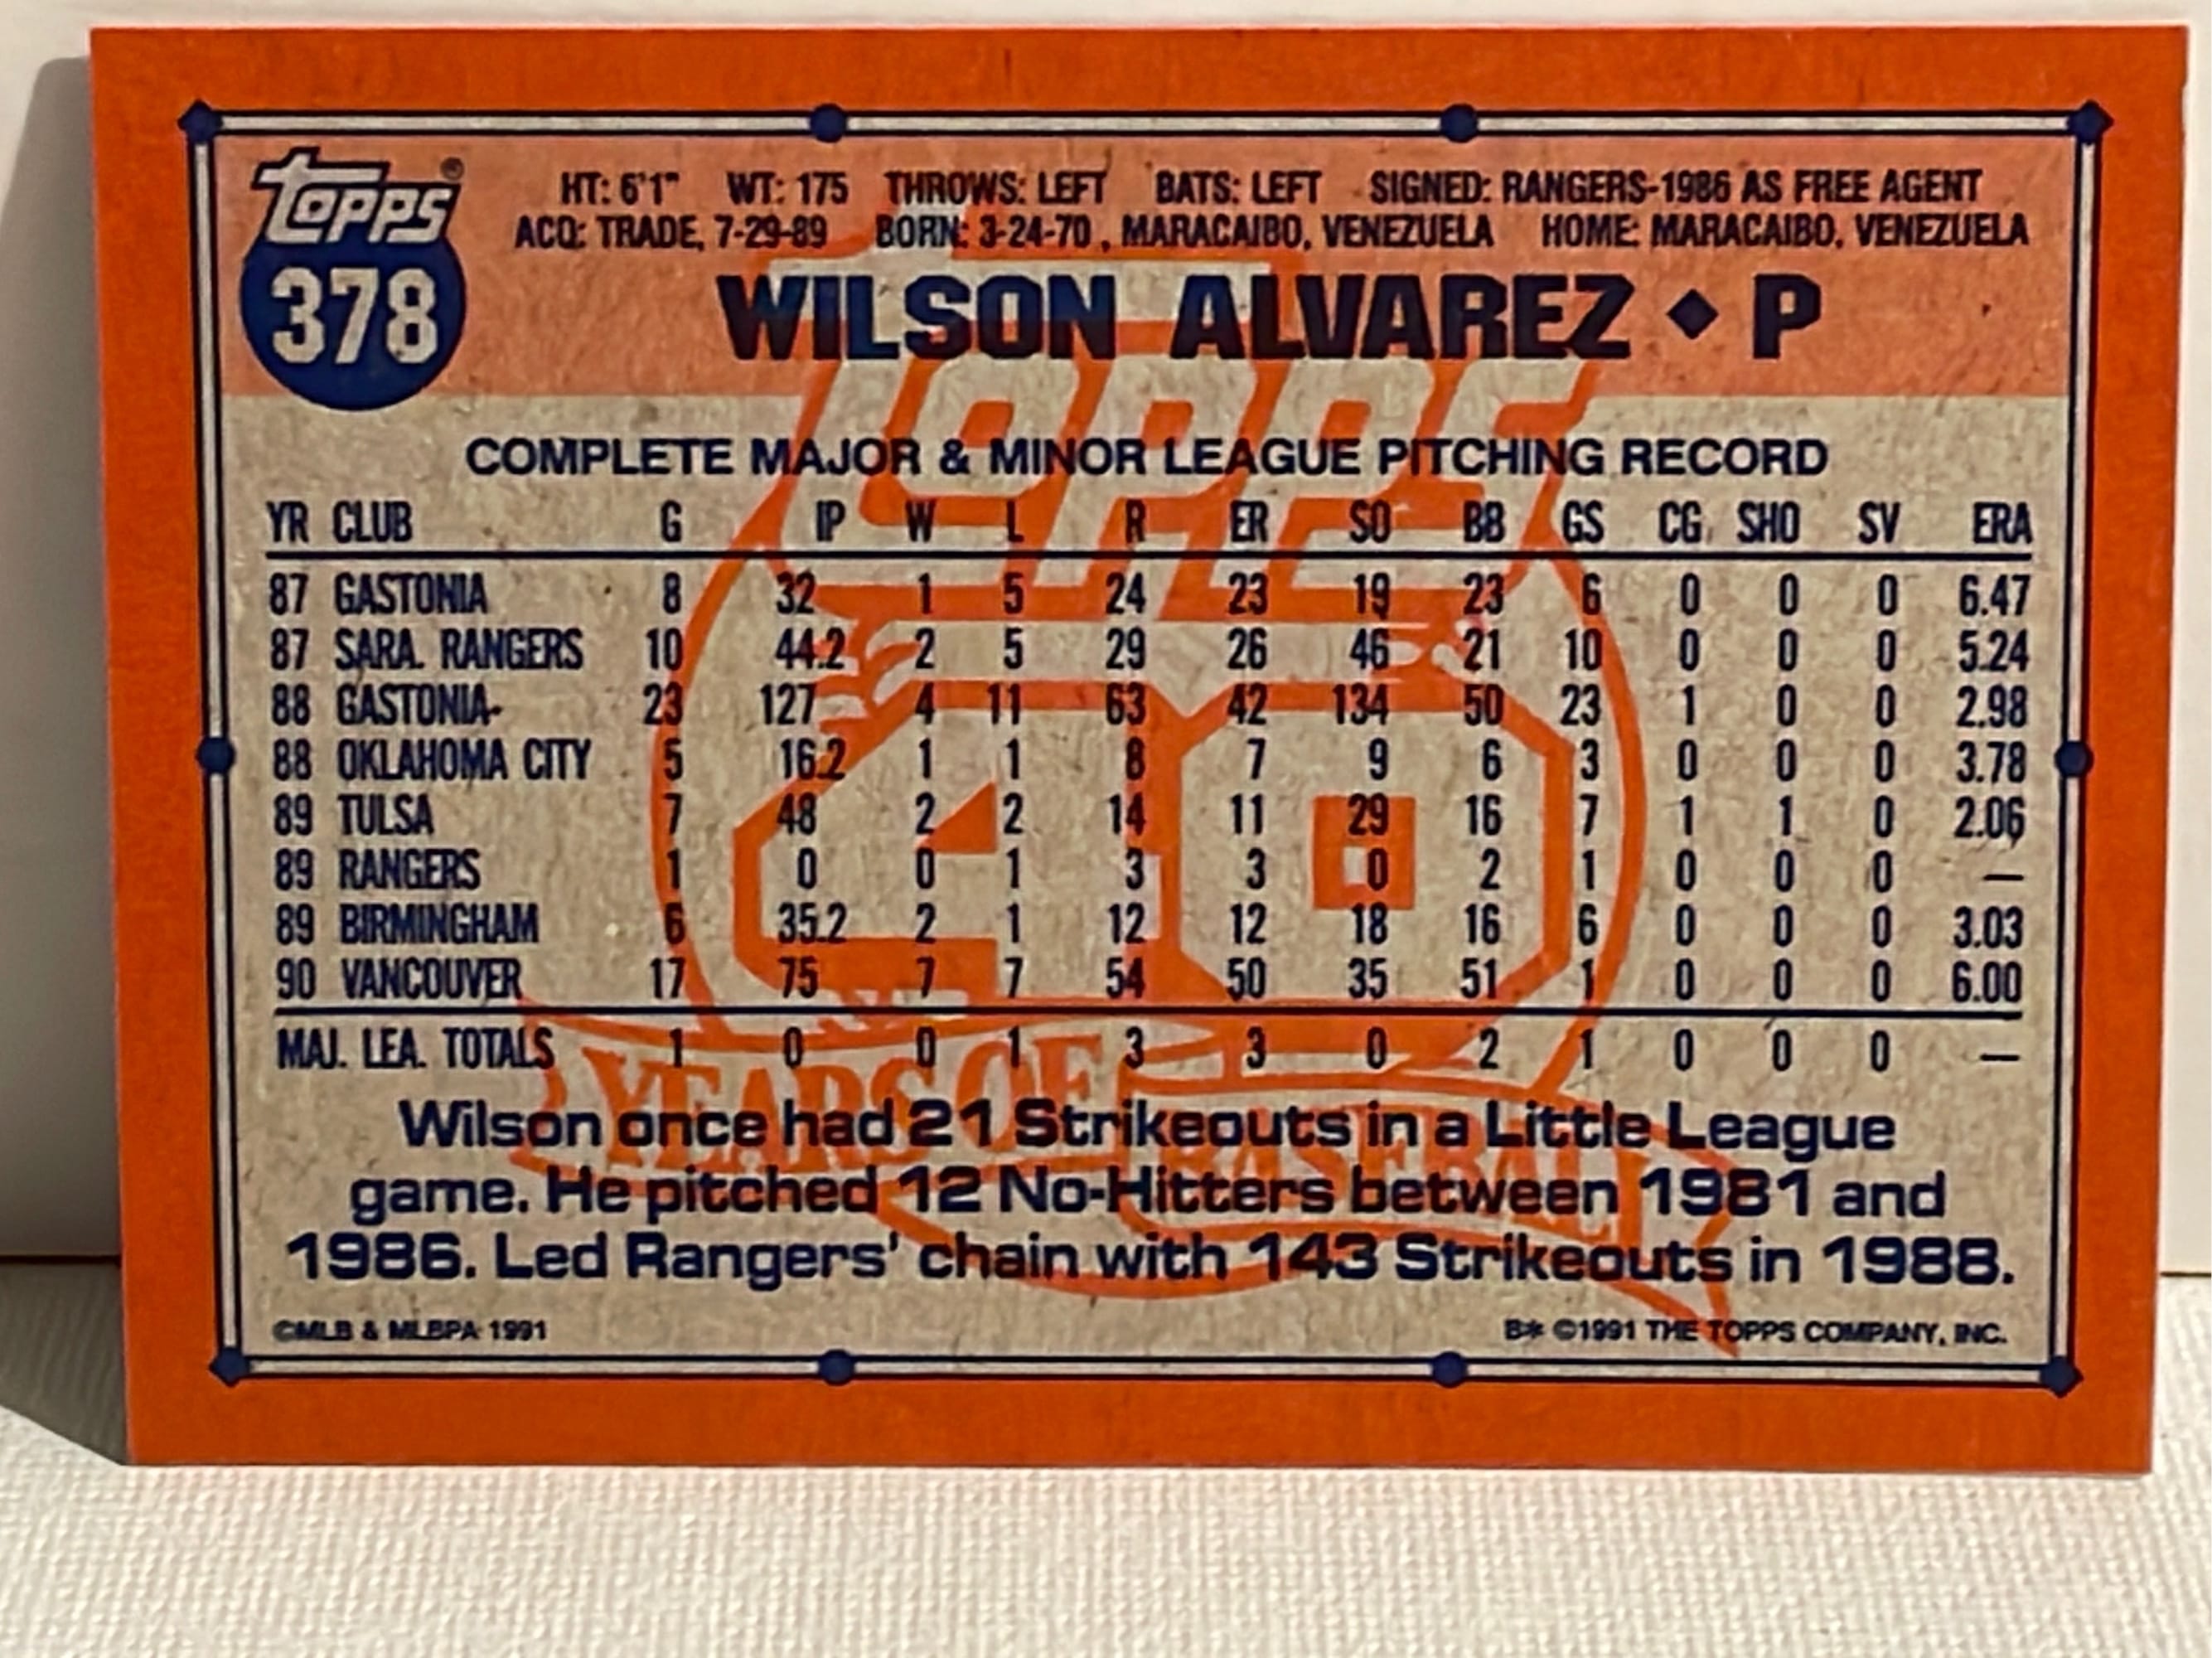 Topps®
378
HT: 6'1" WT: 175 THROWS: LEFT BATS: LEFT SIGNED: RANGERS-1986 AS FREE AGENT
ACQ: TRADE, 7-29-89 BORN: 3-24-70, MARACAIBO, VENEZUELA HOME: MARACAIBO, VENEZUELA
WILSON ALVAREZ ♦ P
COMPLETE MAJOR & MINOR LEAGUE PITCHING RECORD
YR CLUB G IP W L R ER SO BB GS CG SHO SV ERA
87 GASTONIA 8 32 1 5 24 23 19 23 6 0 0 0 6.47
87 SARA. RANGERS 10 44.2 2 5 29 26 46 21 10 0 0 0 5.24
88 GASTONIA 23 127 4 11 63 42 134 50 23 1 0 0 2.98
88 OKLAHOMA CITY 5 16.2 1 1 8 7 9 6 3 0 0 0 3.78
89 TULSA 7 48 2 2 14 11 29 16 7 1 1 0 2.06
89 RANGERS 1 0 0 1 3 3 0 2 1 0 0 0 —
89 BIRMINGHAM 6 35.2 2 1 12 12 18 16 6 0 0 0 3.03
90 VANCOUVER 17 75 7 7 54 50 35 51 1 0 0 0 6.00
MAJ. LEA. TOTALS 1 0 0 1 3 3 0 2 1 0 0 0 —
Topps
40
YEARS OF
BASEBALL
Wilson once had 21 Strikeouts in a Little League
game. He pitched 12 No-Hitters between 1981 and
1986. Led Rangers' chain with 143 Strikeouts in 1988.
©MLB & MLBPA 1991
B* ©1991 THE TOPPS COMPANY, INC.